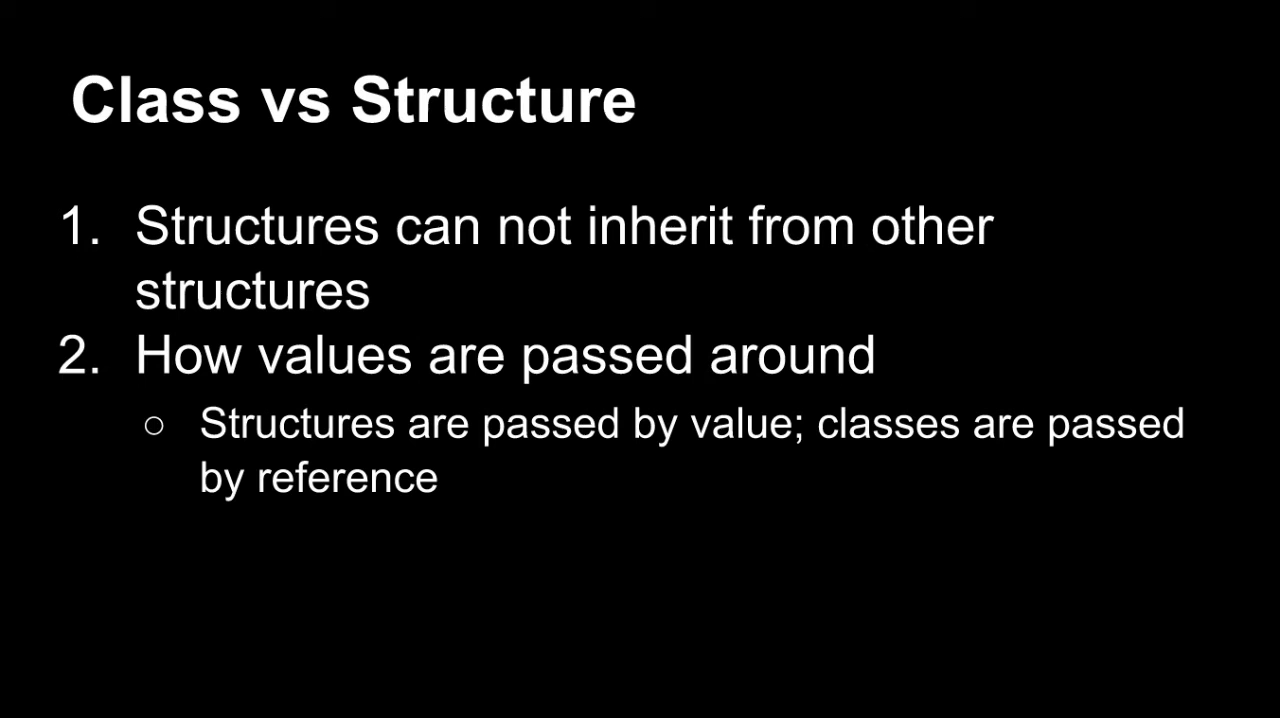 Class vs Structure
1. Structures can not inherit from other
structures
2. How values are passed around
○ Structures are passed by value; classes are passed
by reference